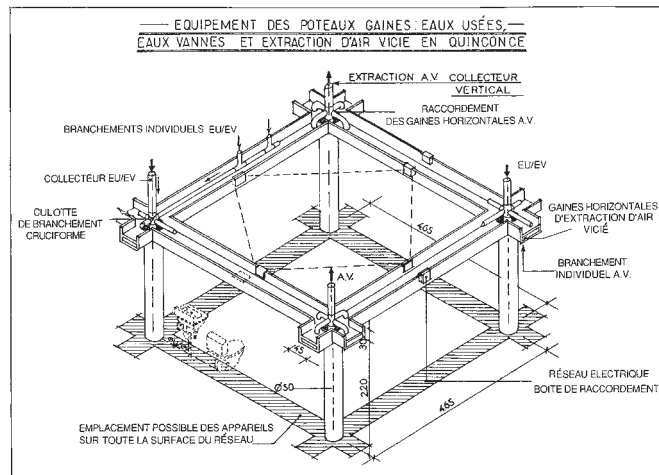 EQUIPEMENT DES POTEAUX GAINES: EAUX USÉES,
EAUX VANNES ET EXTRACTION D'AIR VICIE EN QUINCONCE
EXTRACTION A.V. COLLECTEUR
VERTICAL
RACCORDEMENT
DES GAINES HORIZONTALES A.V.
BRANCHEMENTS INDIVIDUELS EU/EV
COLLECTEUR EU/EV
EU/EV
CULOTTE
DE BRANCHEMENT
CRUCIFORME
GAINES HORIZONTALES
D'EXTRACTION D'AIR
VICIÉ
465
BRANCHEMENT
INDIVIDUEL A.V.
A.V.
45
30
Ø50
220
465
RÉSEAU ELECTRIQUE
BOITE DE RACCORDEMENT
EMPLACEMENT POSSIBLE DES APPAREILS
SUR TOUTE LA SURFACE DU RÉSEAU